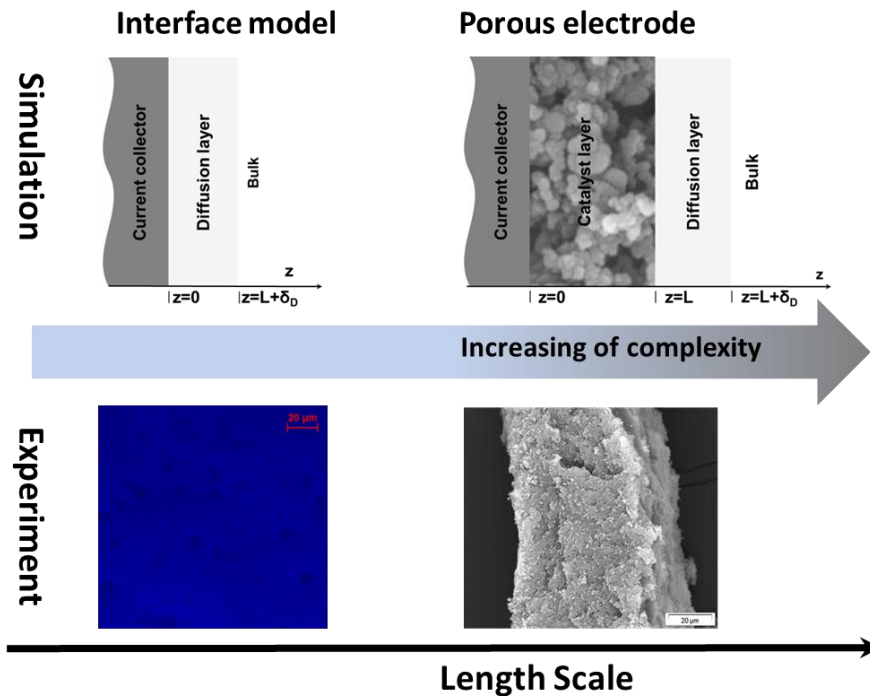 Interface model
Porous electrode
Simulation
Current collector
Diffusion layer
Bulk
z
z=0
z=L+δD
Current collector
Catalyst layer
Diffusion layer
Bulk
z
z=0
z=L
z=L+δD
Increasing of complexity
Experiment
20 µm
20 µm
Length Scale